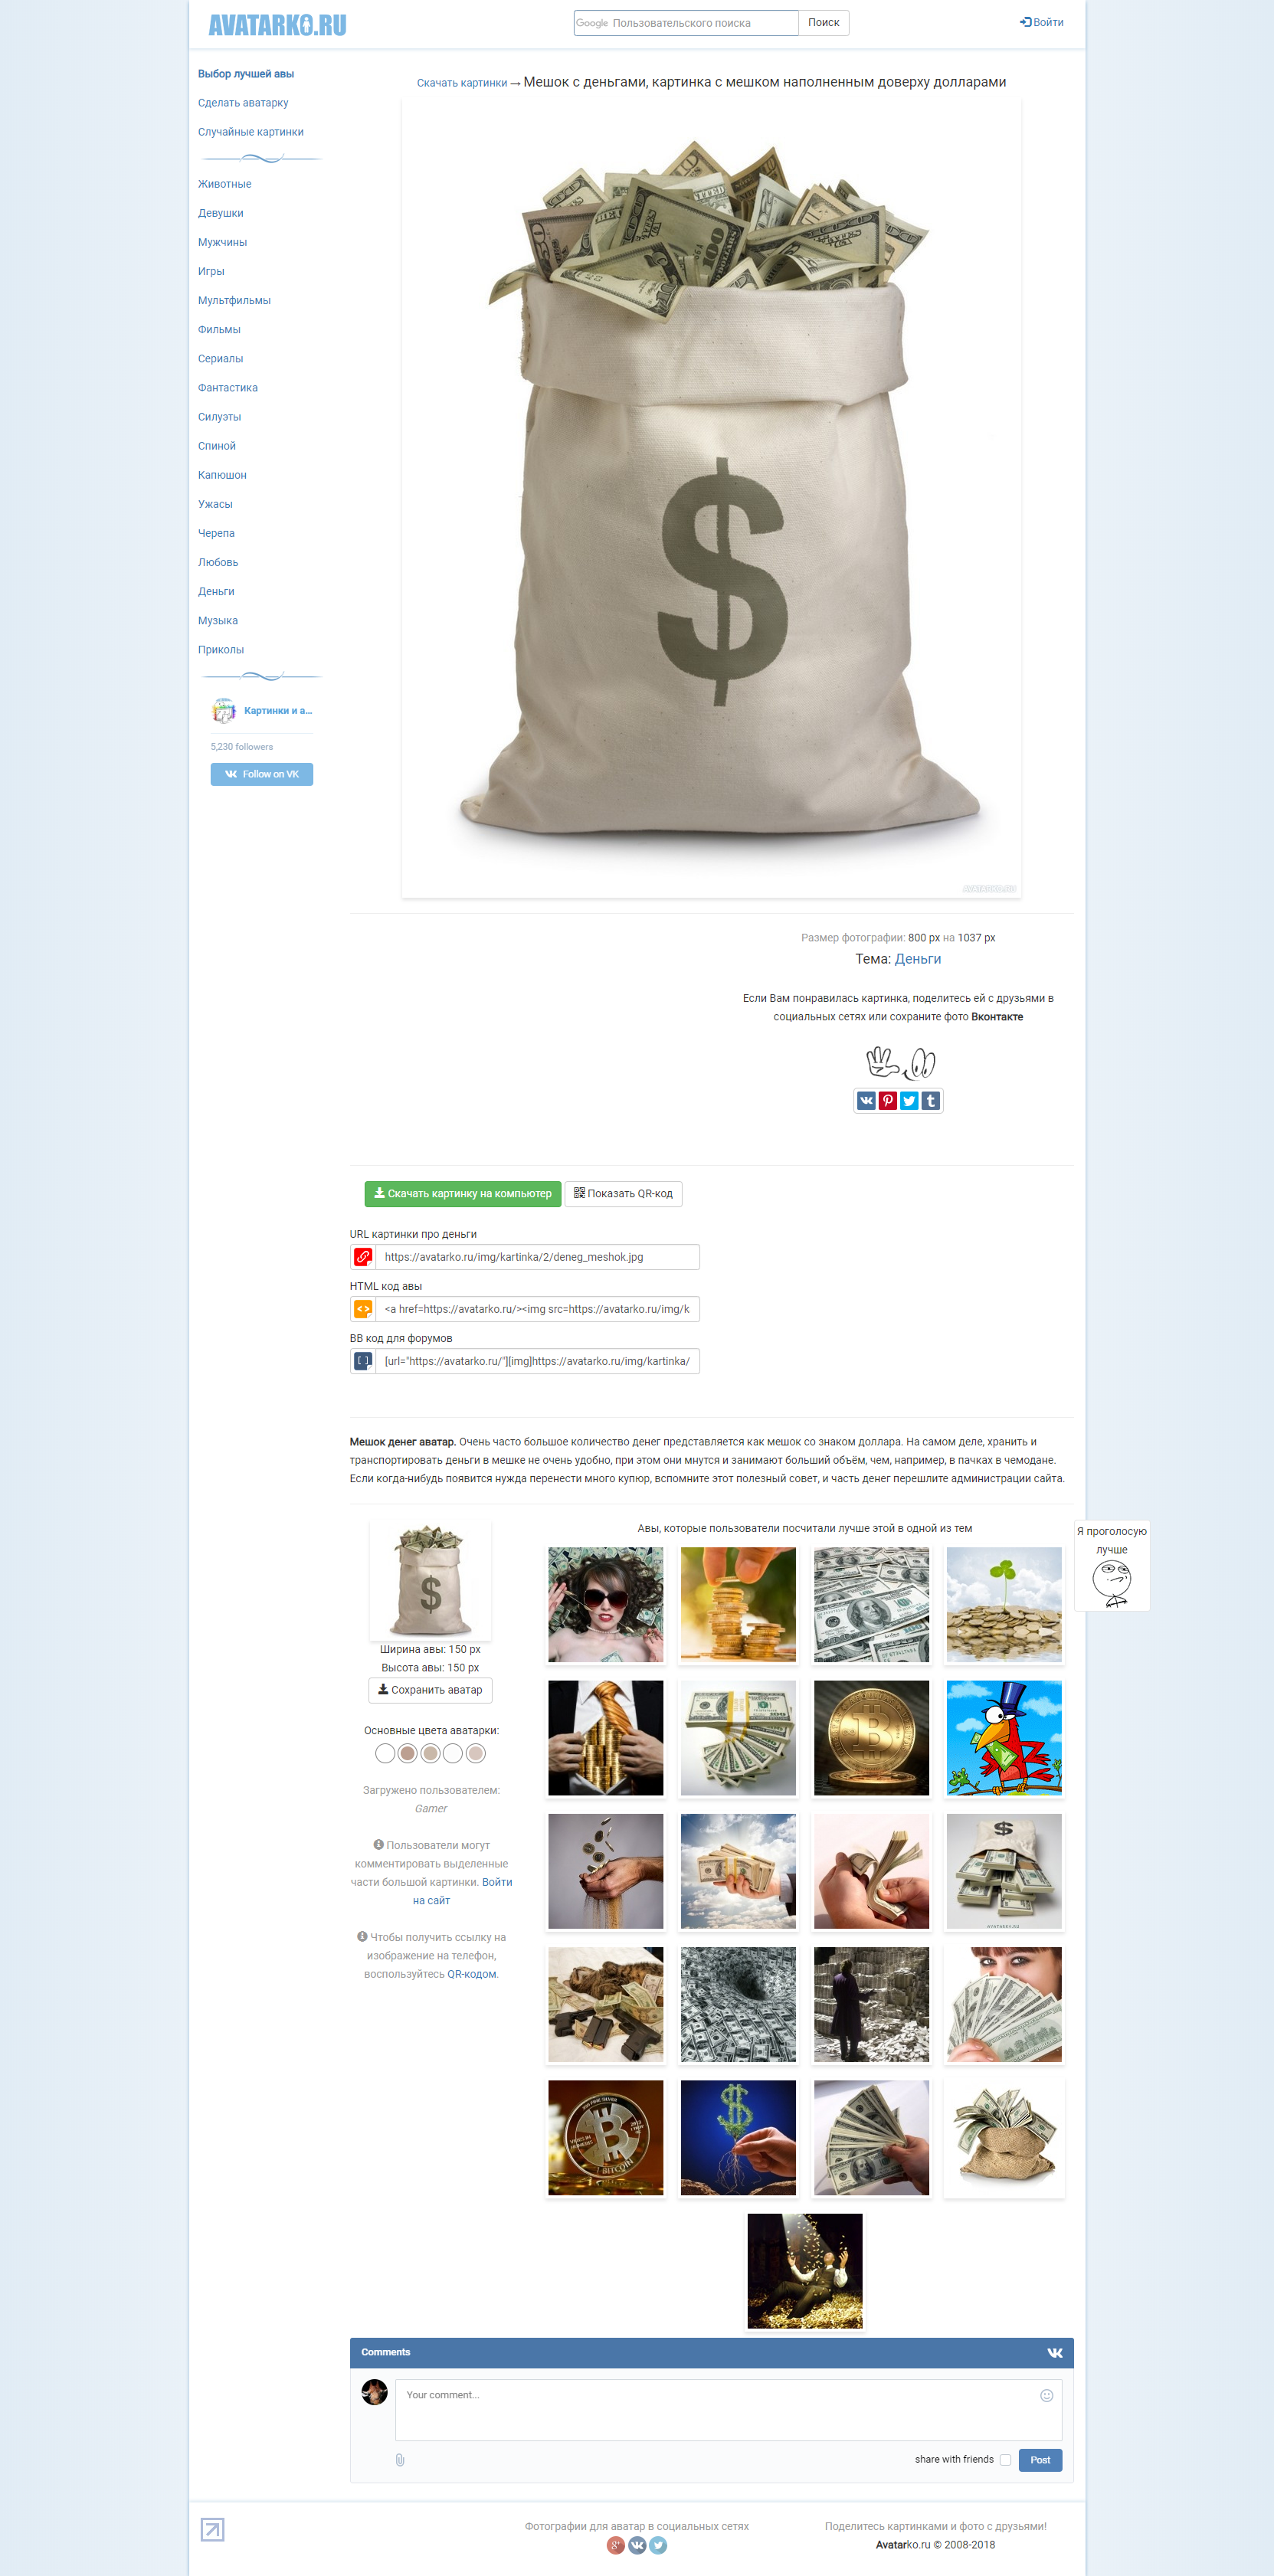 AVATARKO.RU
Google Пользовательского поиска
Поиск
Войти
Выбор лучшей авы
Сделать аватарку
Случайные картинки
Животные
Девушки
Мужчины
Игры
Мультфильмы
Фильмы
Сериалы
Фантастика
Силуэты
Спиной
Капюшон
Ужасы
Черепа
Любовь
Деньги
Музыка
Приколы
Картинки и а...
5,230 followers
Follow on VK
Скачать картинки → Мешок с деньгами, картинка с мешком наполненным доверху долларами
100
$
AVATARKO.RU
Размер фотографии: 800 px на 1037 px
Тема: Деньги
Если Вам понравилась картинка, поделитесь ей с друзьями в
социальных сетях или сохраните фото Вконтакте
Скачать картинку на компьютер
Показать QR-код
URL картинки про деньги
https://avatarko.ru/img/kartinka/2/deneg_meshok.jpg
HTML код авы
<a href=https://avatarko.ru/><img src=https://avatarko.ru/img/k
BB код для форумов
[url="https://avatarko.ru/"][img]https://avatarko.ru/img/kartinka/
Мешок денег аватар. Очень часто большое количество денег представляется как мешок со знаком доллара. На самом деле, хранить и
транспортировать деньги в мешке не очень удобно, при этом они мнутся и занимают больший объём, чем, например, в пачках в чемодане.
Если когда-нибудь появится нужда перенести много купюр, вспомните этот полезный совет, и часть денег перешлите администрации сайта.
Ширина авы: 150 px
Высота авы: 150 px
Сохранить аватар
Основные цвета аватарки:
Загружено пользователем:
Gamer
Пользователи могут
комментировать выделенные
части большой картинки. Войти
на сайт
Чтобы получить ссылку на
изображение на телефон,
воспользуйтесь QR-кодом.
Авы, которые пользователи посчитали лучше этой в одной из тем
Я проголосую
лучше
Comments
Your comment...
share with friends
Post
Фотографии для аватар в социальных сетях
Поделитесь картинками и фото с друзьями!
Avatarko.ru © 2008-2018